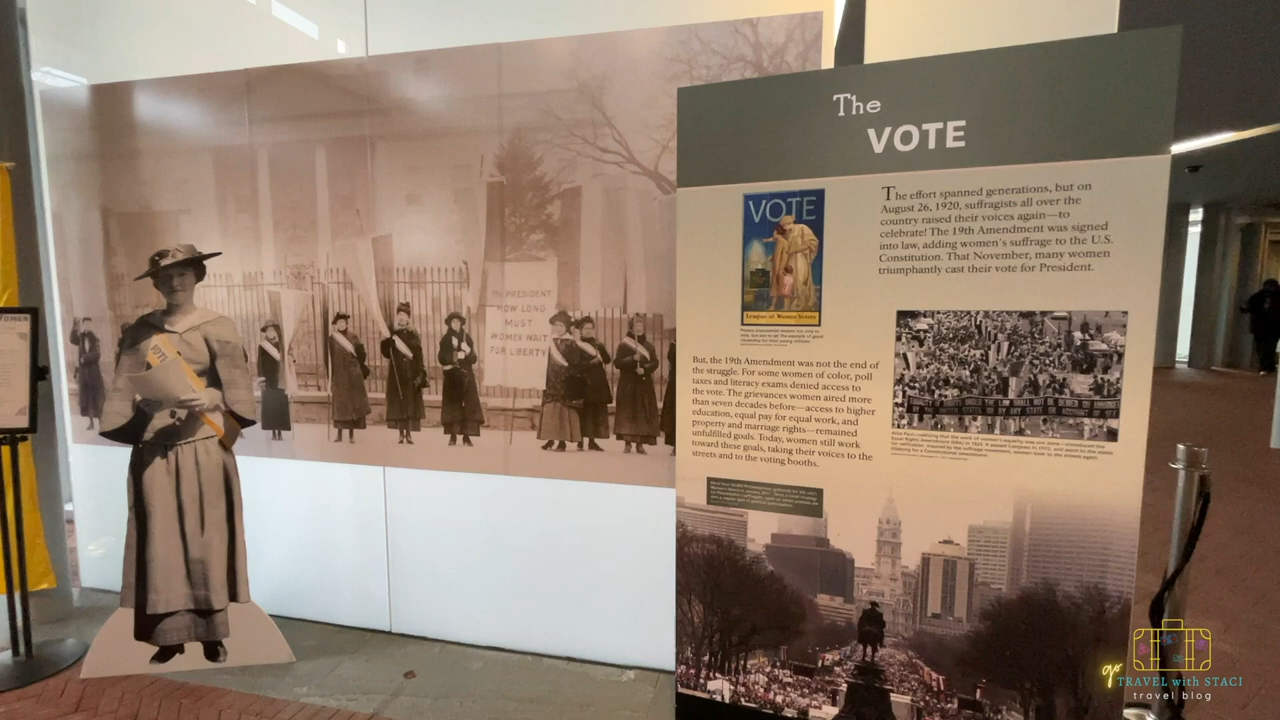 WOMEN
VOTES
MR PRESIDENT
HOW LONG
MUST
WOMEN WAIT
FOR LIBERTY
The
VOTE
VOTE
League of Women Voters
The effort spanned generations, but on
August 26, 1920, suffragists all over the
country raised their voices again—to
celebrate! The 19th Amendment was signed
into law, adding women's suffrage to the U.S.
Constitution. That November, many women
triumphantly cast their vote for President.
But, the 19th Amendment was not the end of
the struggle. For some women of color, poll
taxes and literacy exams denied access to
the vote. The grievances women aired more
than seven decades before—access to higher
education, equal pay for equal work, and
property and marriage rights—remained
unfulfilled goals. Today, women still work
toward these goals, taking their voices to the
streets and to the voting booths.
go
TRAVEL with STACI
travel blog